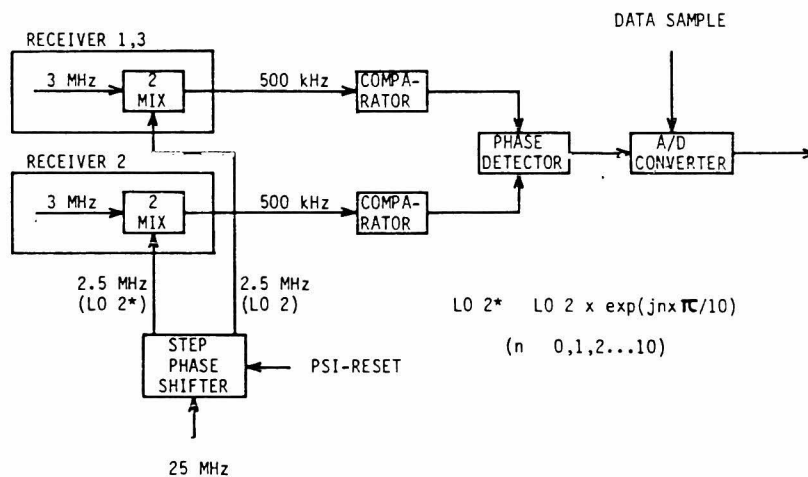 DATA SAMPLE
RECEIVER 1,3
3 MHz
2
MIX
500 kHz
COMPA-
RATOR
PHASE
DETECTOR
A/D
CONVERTER
RECEIVER 2
3 MHz
2
MIX
500 kHz
COMPA-
RATOR
2.5 MHz
(LO 2*)
2.5 MHz
(LO 2)
LO 2* LO 2 x exp(jnxπ/10)
(n 0,1,2...10)
STEP
PHASE
SHIFTER
PSI-RESET
25 MHz